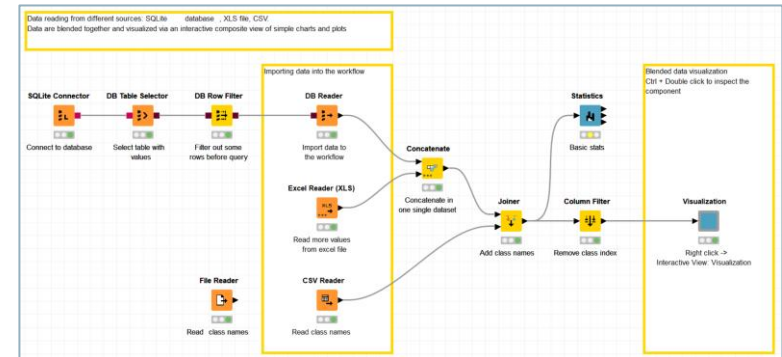 Data reading from different sources: SQLite database , XLS file, CSV.
Data are blended together and visualized via an interactive composite view of simple charts and plots
Importing data into the workflow
Blended data visualization
Ctrl + Double click to inspect the
component
SQLite Connector
Connect to database
DB Table Selector
Select table with
values
DB Row Filter
Filter out some
rows before query
DB Reader
Import data to
the workflow
Statistics
Basic stats
Concatenate
Concatenate in
one single dataset
Excel Reader (XLS)
XLS
Read more values
from excel file
Joiner
Add class names
Column Filter
Remove class index
Visualization
Right click ->
Interactive View: Visualization
File Reader
Read class names
CSV Reader
Read class names